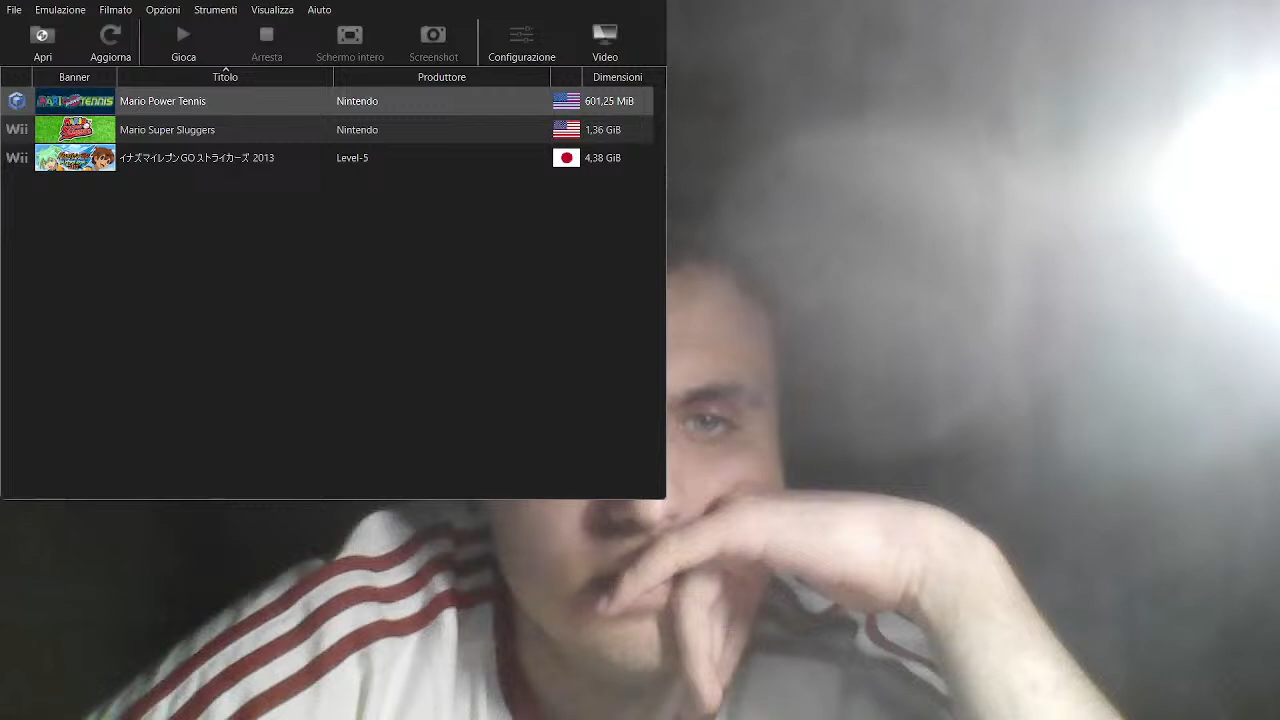 File Emulazione Filmato Opzioni Strumenti Visualizza Aiuto
Apri Aggiorna Gioca Arresta Schermo intero Screenshot Configurazione Video
Banner Titolo Produttore Dimensioni
MARIO TENNIS Mario Power Tennis Nintendo 601,25 MiB
Wii Mario Super Sluggers Nintendo 1,36 GiB
Wii イナズマイレブンGO ストライカーズ 2013 Level-5 4,38 GiB